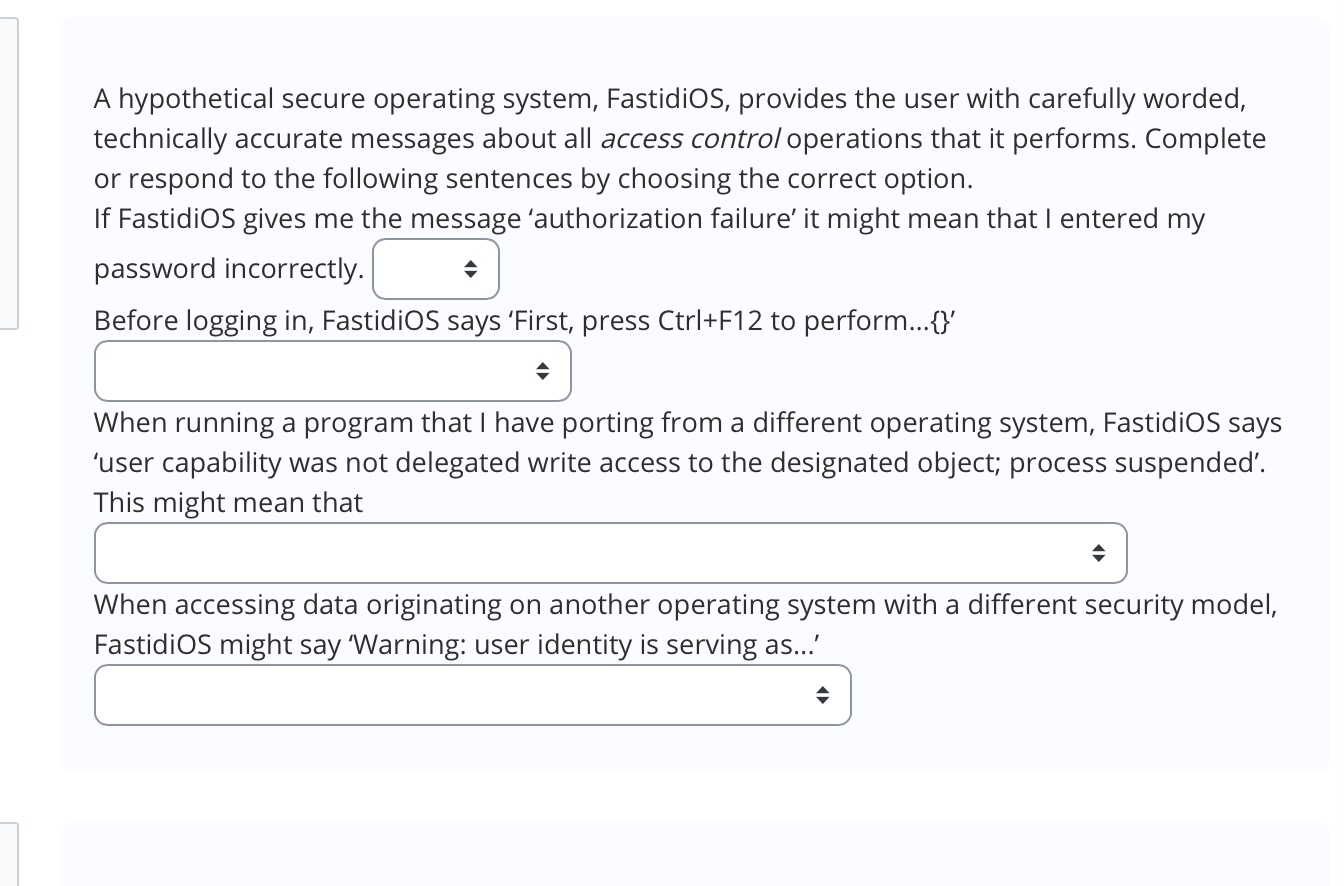 A hypothetical secure operating system, FastidiOS, provides the user with carefully worded,
technically accurate messages about all access control operations that it performs. Complete
or respond to the following sentences by choosing the correct option.
If FastidiOS gives me the message ‘authorization failure’ it might mean that I entered my
password incorrectly.
Before logging in, FastidiOS says ‘First, press Ctrl+F12 to perform...{}’
When running a program that I have porting from a different operating system, FastidiOS says
‘user capability was not delegated write access to the designated object; process suspended’.
This might mean that
When accessing data originating on another operating system with a different security model,
FastidiOS might say ‘Warning: user identity is serving as...’